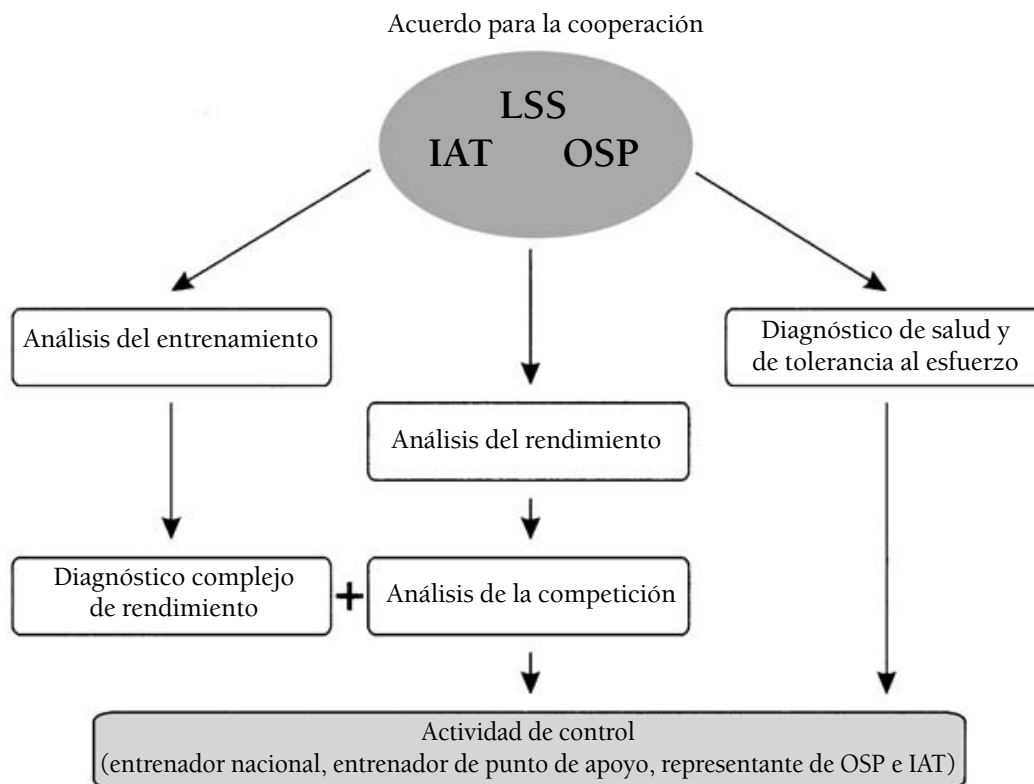 Acuerdo para la cooperación
LSS
IAT OSP
Análisis del entrenamiento
Diagnóstico de salud y
de tolerancia al esfuerzo
Análisis del rendimiento
Diagnóstico complejo
de rendimiento
+
Análisis de la competición
Actividad de control
(entrenador nacional, entrenador de punto de apoyo, representante de OSP e IAT)